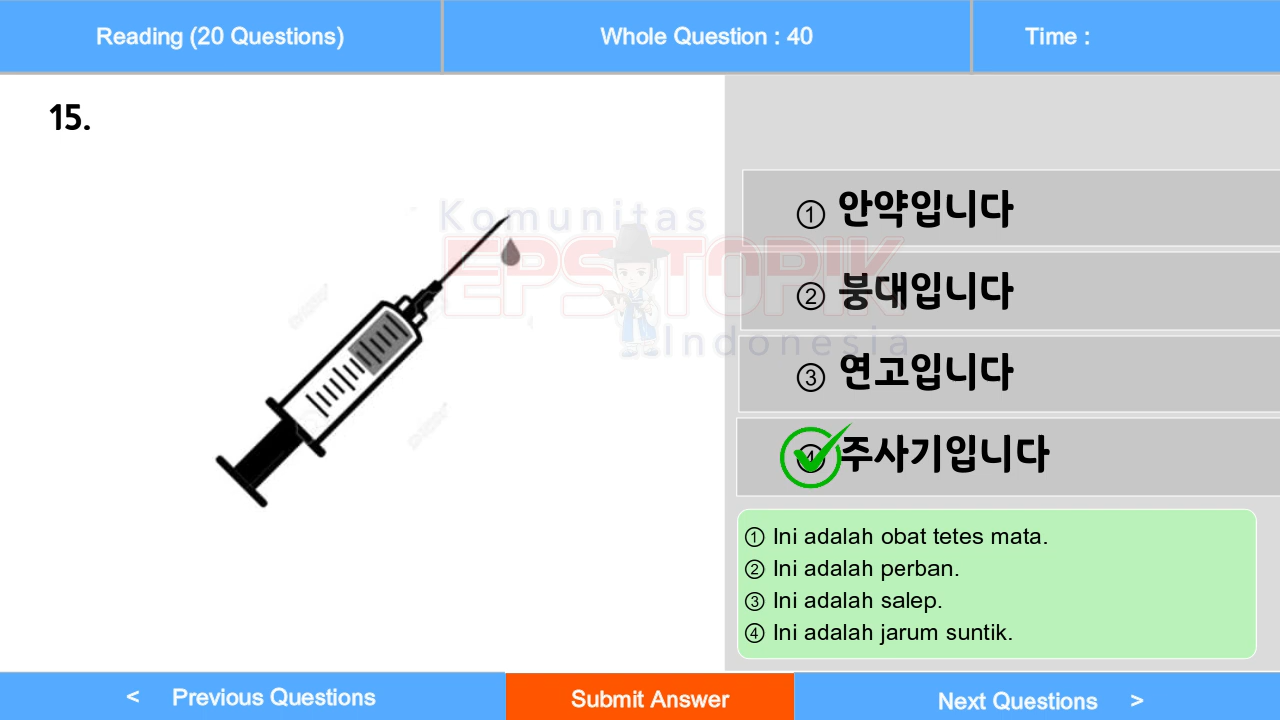 Reading (20 Questions)
Whole Question : 40
Time :
15.
Komunitas
EPS TOPIK
Indonesia
① 안약입니다
② 붕대입니다
③ 연고입니다
④ 주사기입니다
① Ini adalah obat tetes mata.
② Ini adalah perban.
③ Ini adalah salep.
④ Ini adalah jarum suntik.
< Previous Questions
Submit Answer
Next Questions >